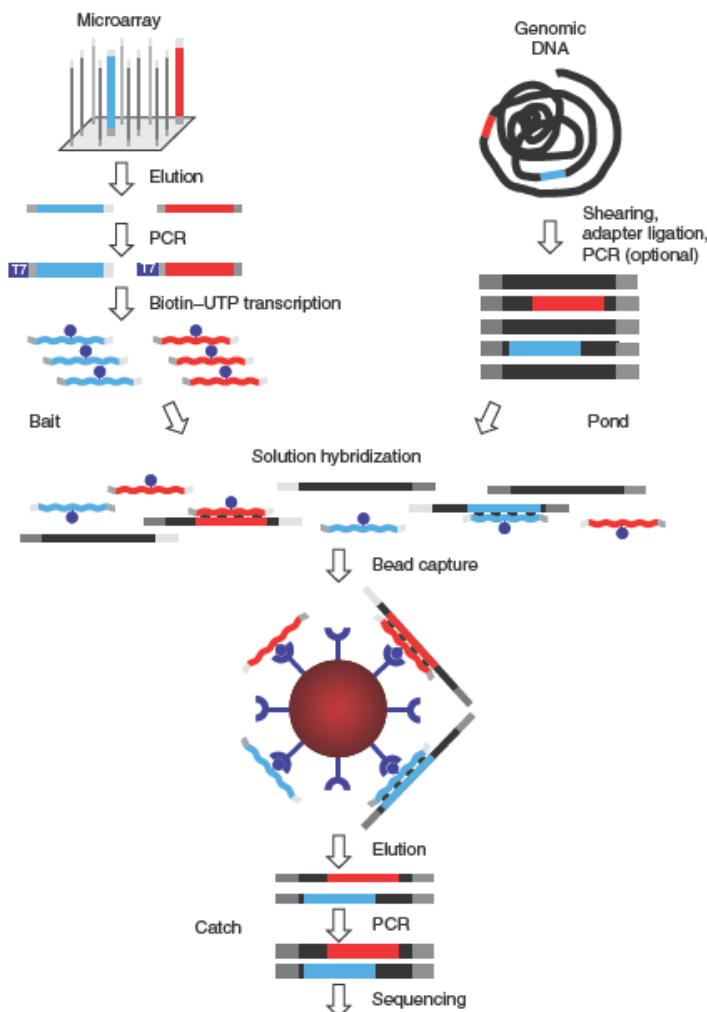 Microarray
Genomic
DNA
Elution
PCR
T7
T7
Biotin–UTP transcription
Shearing,
adapter ligation,
PCR (optional)
Bait
Pond
Solution hybridization
Bead capture
Elution
Catch
PCR
Sequencing